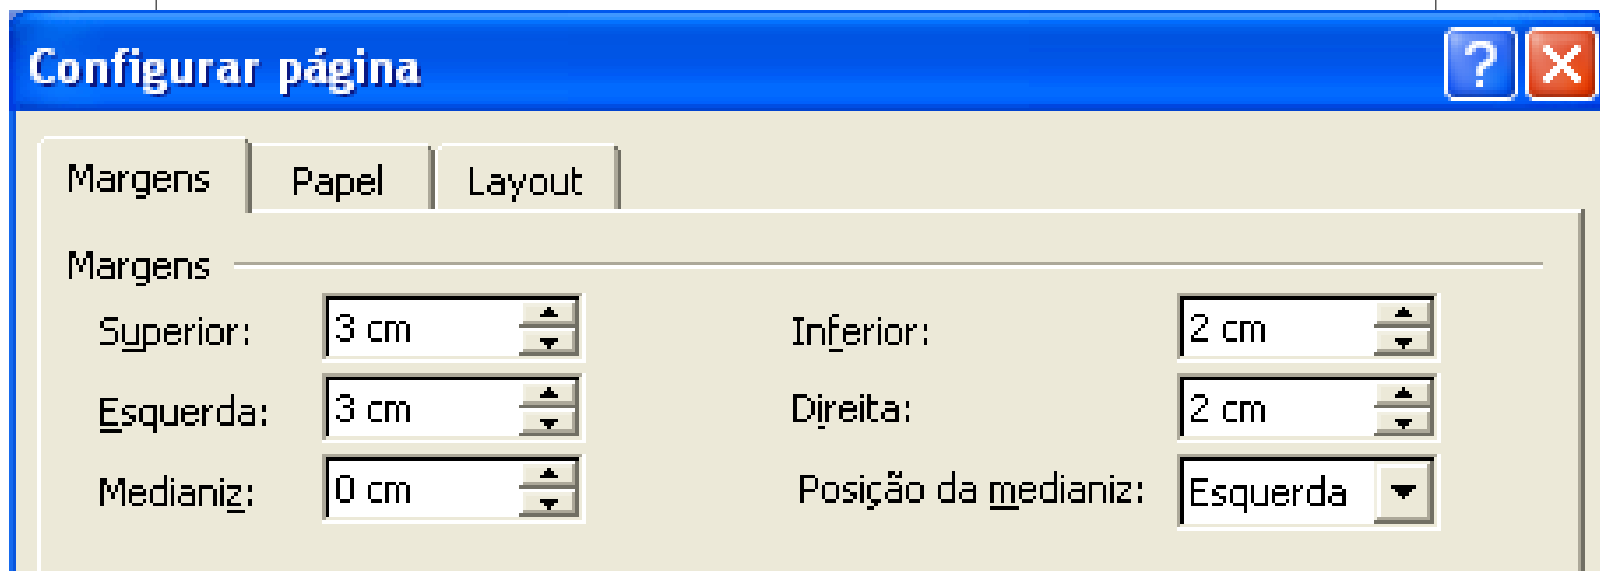 Configurar página
Margens Papel Layout
Margens
Superior: 3 cm Inferior: 2 cm
Esquerda: 3 cm Direita: 2 cm
Medianiz: 0 cm Posição da medianiz: Esquerda